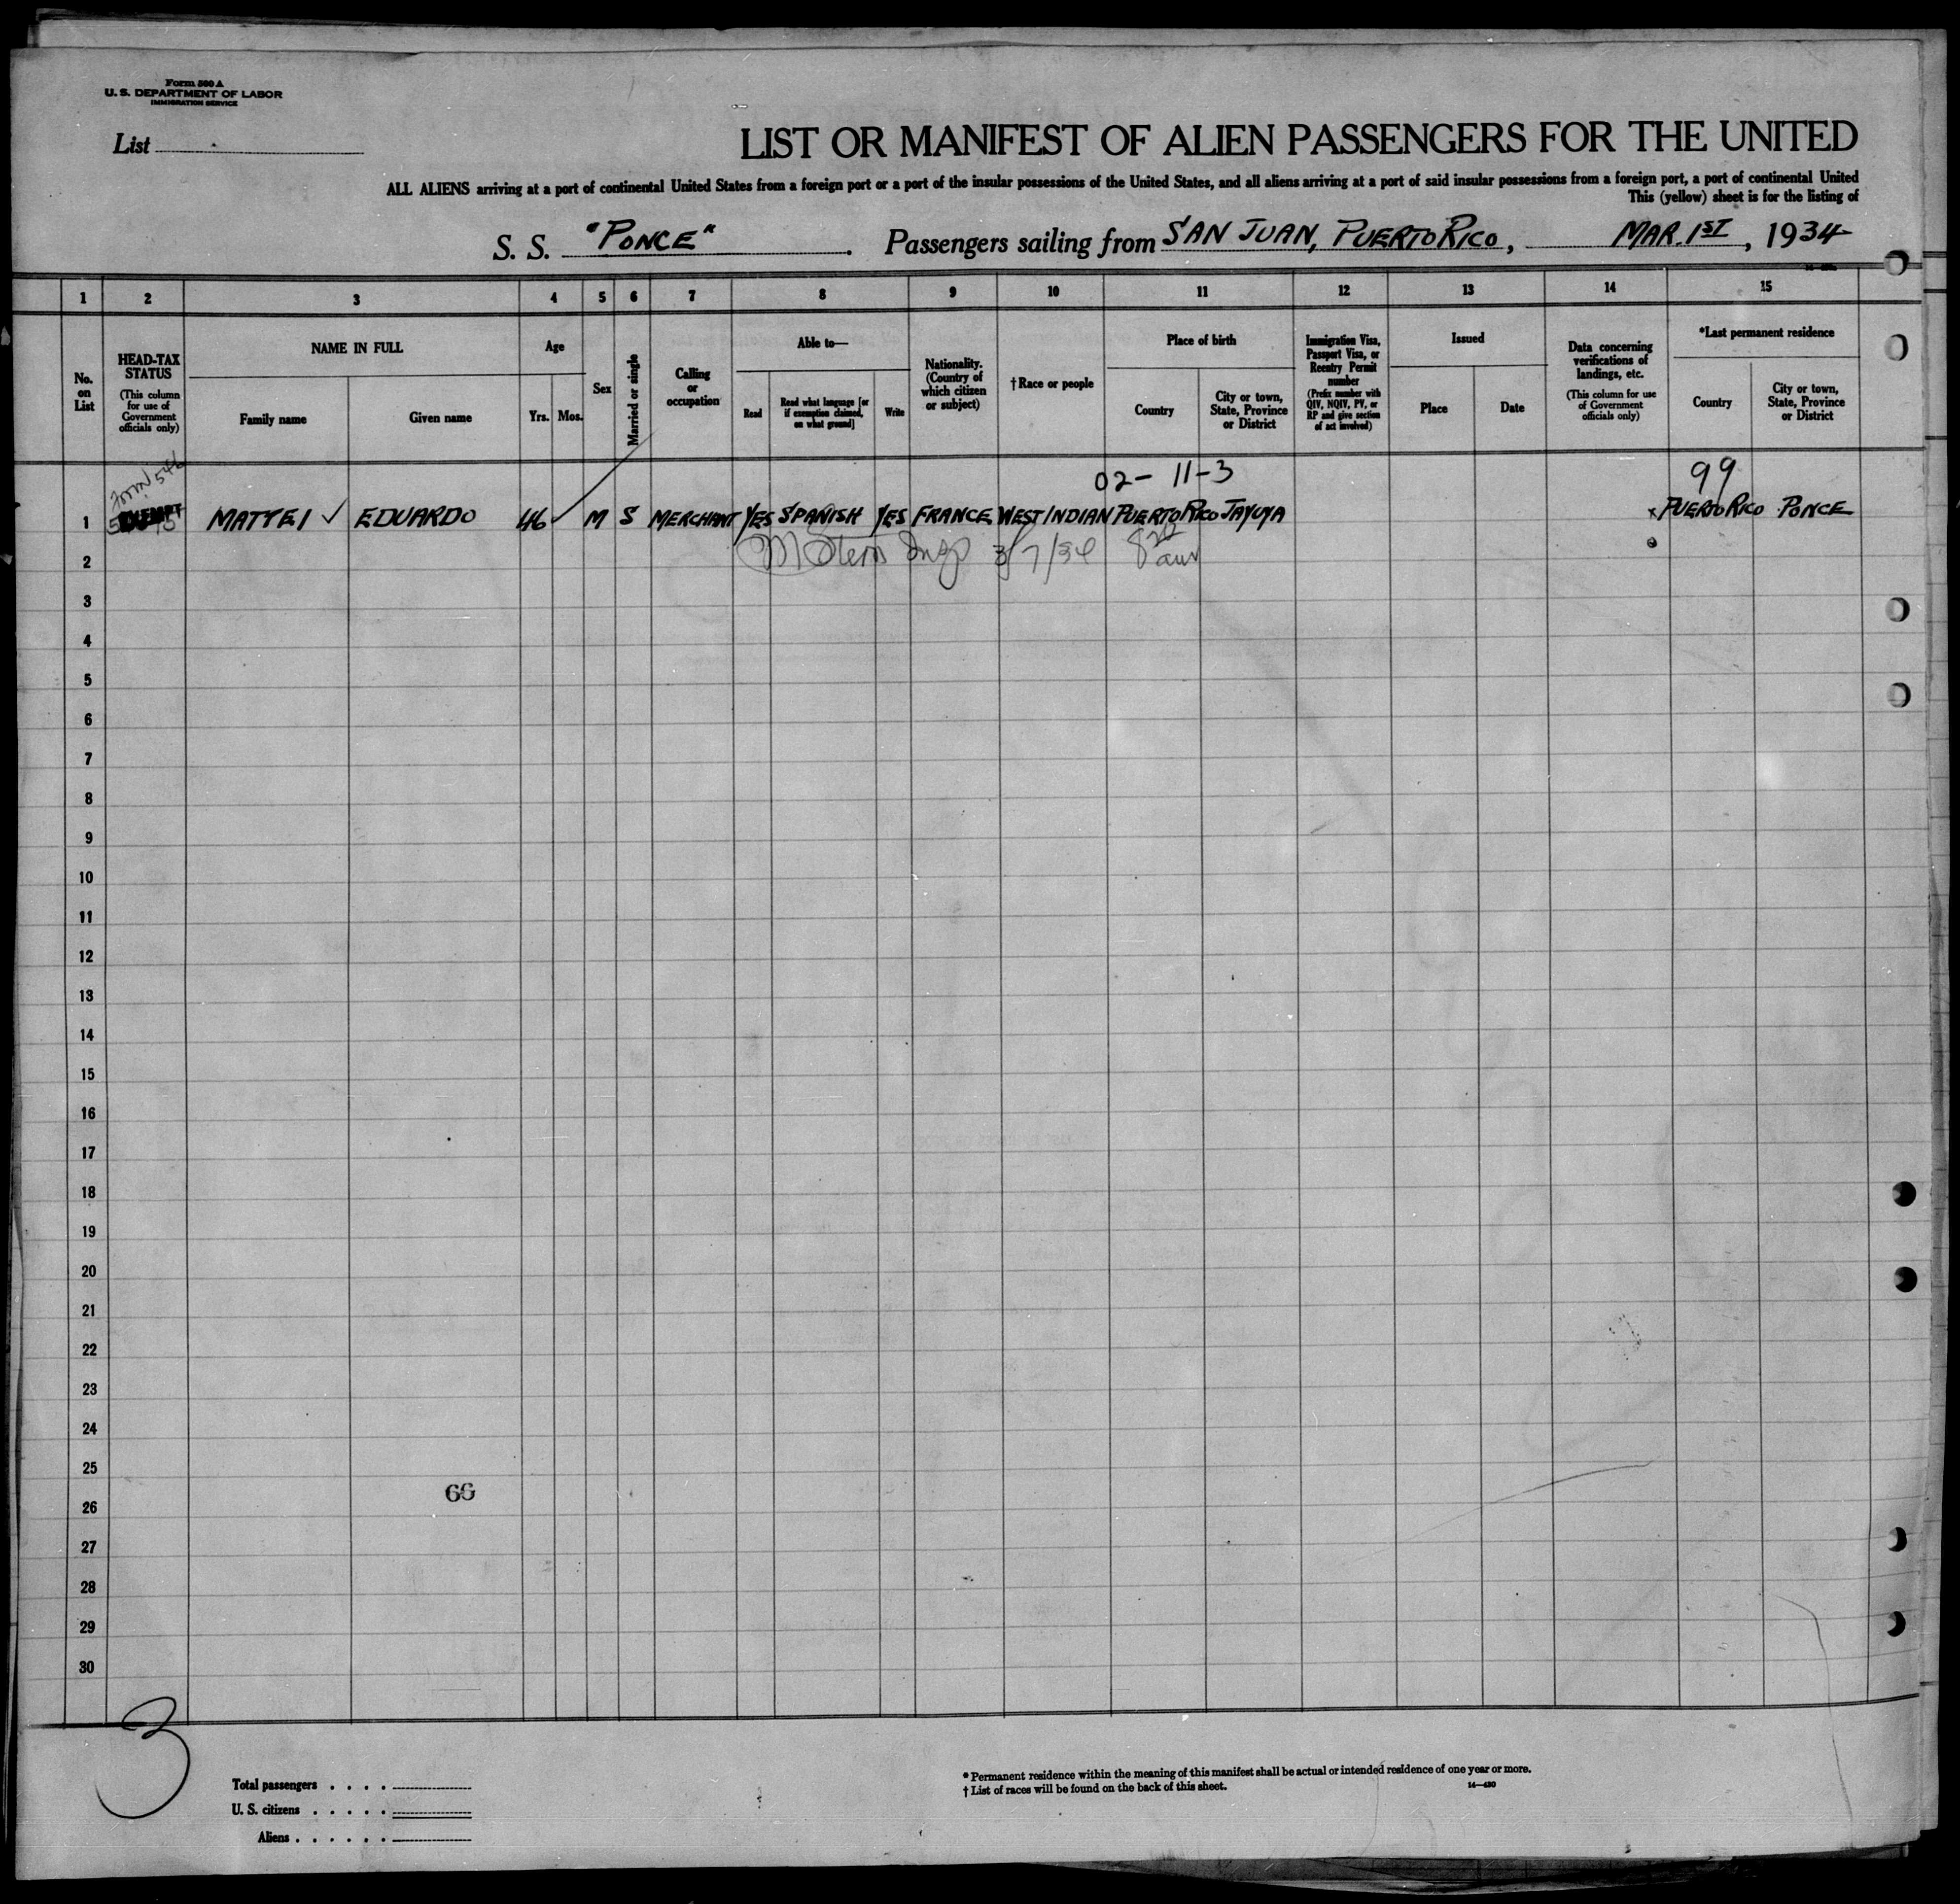 Form 500 A
U. S. DEPARTMENT OF LABOR
IMMIGRATION SERVICE
List
LIST OR MANIFEST OF ALIEN PASSENGERS FOR THE UNITED
ALL ALIENS arriving at a port of continental United States from a foreign port or a port of the insular possessions of the United States, and all aliens arriving at a port of said insular possessions from a foreign port, a port of continental United
This (yellow) sheet is for the listing of
S. S. "PONCE" . Passengers sailing from SAN JUAN, PUERTO RICO, MAR. 1ST, 1934
1 2 3 4 5 6 7 8 9 10 11 12 13 14 15
No. on List
HEAD-TAX STATUS
(This column for use of Government officials only)
NAME IN FULL
Family name
Given name
Age
Yrs. Mos.
Sex
Married or single
Calling or occupation
Able to—
Read
Read what language [or if exemption claimed, on what ground]
Write
Nationality. (Country of which citizen or subject)
†Race or people
Place of birth
Country
City or town, State, Province or District
Immigration Visa, Passport Visa, or Reentry Permit number
(Prefix number with QIV, NQIV, PV, or RP and give section of act involved)
Issued
Place
Date
Data concerning verifications of landings, etc.
(This column for use of Government officials only)
*Last permanent residence
Country
City or town, State, Province or District
Form 546
02- 11-3
99
1 MATTEI ✓ EDUARDO 46 M S MERCHANT YES SPANISH YES FRANCE WEST INDIAN PUERTO RICO JAYUYA x PUERTO RICO PONCE
2 Insp 3/7/34
3
4
5
6
7
8
9
10
11
12
13
14
15
16
17
18
19
20
21
22
23
24
25
66
26
27
28
29
30
3
Total passengers . . . .
U. S. citizens . . . . .
Aliens . . . . . .
* Permanent residence within the meaning of this manifest shall be actual or intended residence of one year or more.
† List of races will be found on the back of this sheet.
14—430